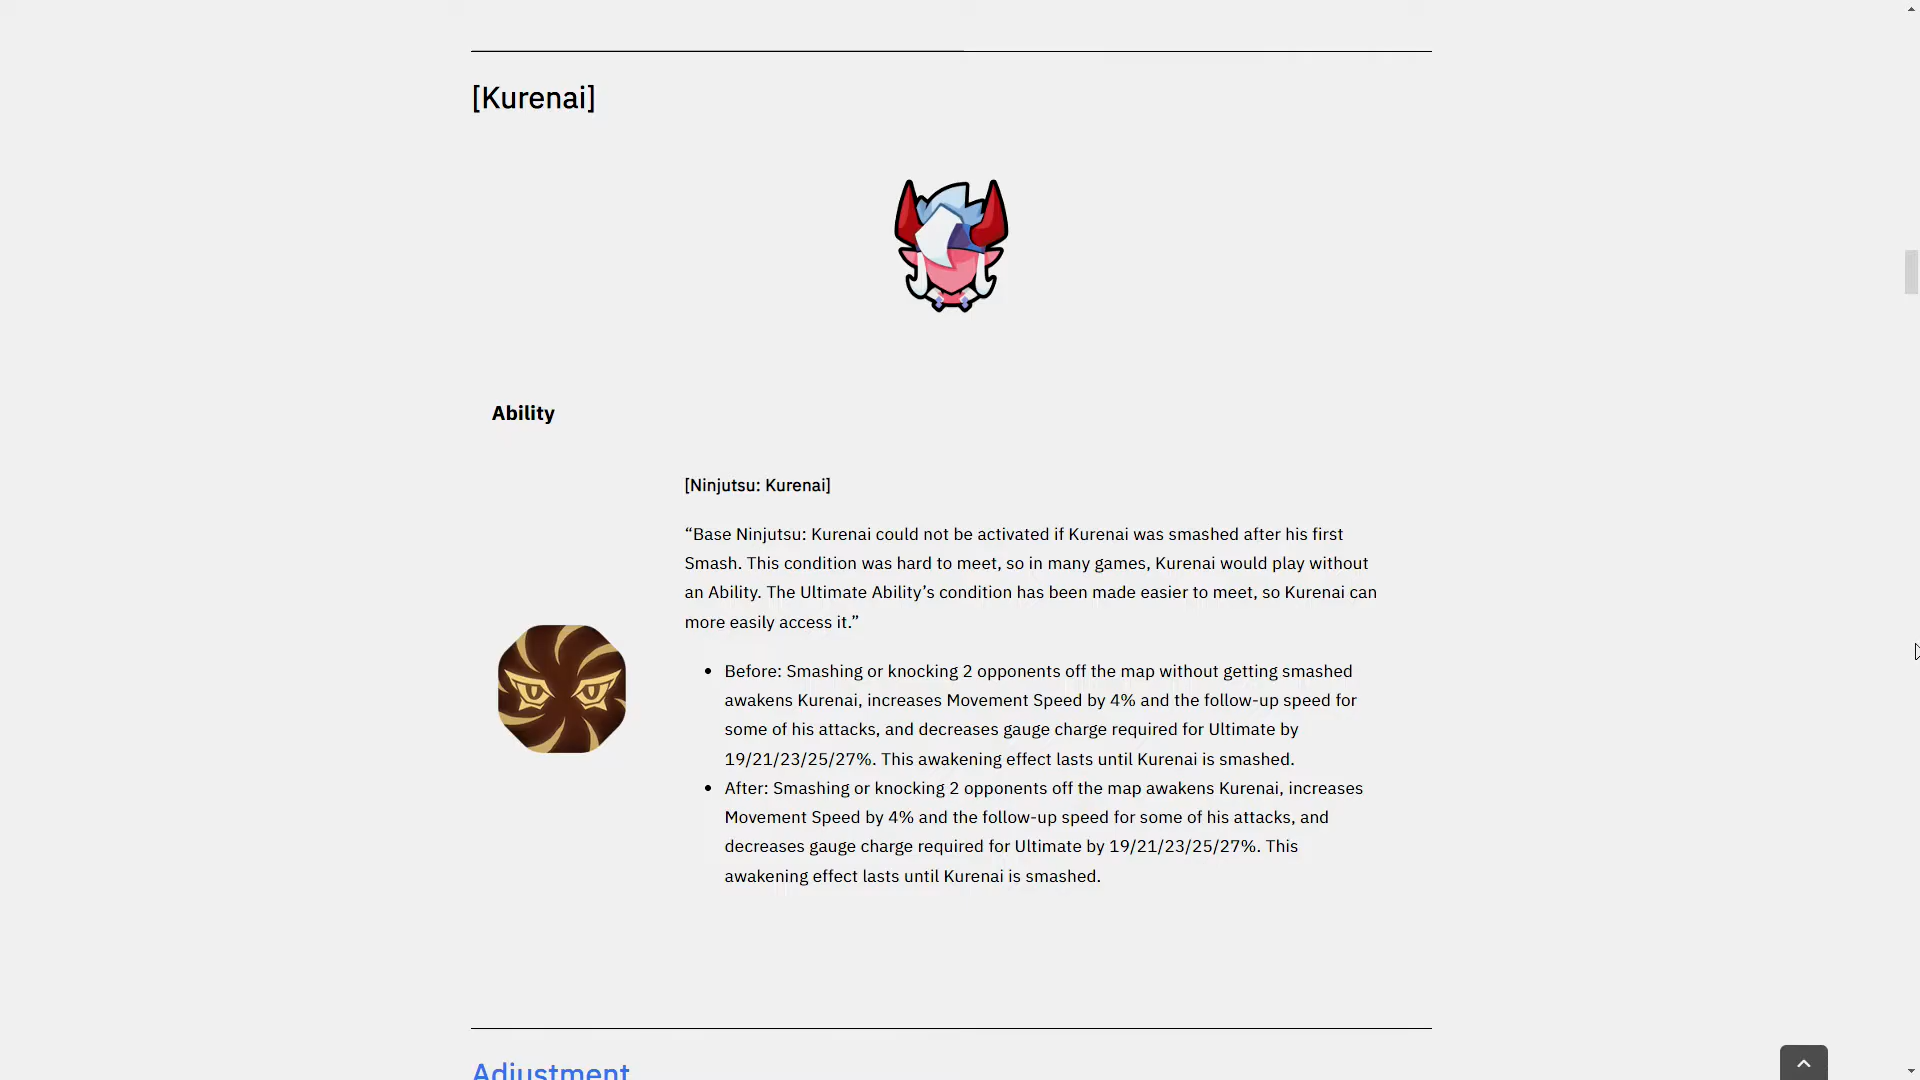 [Kurenai]
Ability
[Ninjutsu: Kurenai]
“Base Ninjutsu: Kurenai could not be activated if Kurenai was smashed after his first
Smash. This condition was hard to meet, so in many games, Kurenai would play without
an Ability. The Ultimate Ability’s condition has been made easier to meet, so Kurenai can
more easily access it.”
• Before: Smashing or knocking 2 opponents off the map without getting smashed
awakens Kurenai, increases Movement Speed by 4% and the follow-up speed for
some of his attacks, and decreases gauge charge required for Ultimate by
19/21/23/25/27%. This awakening effect lasts until Kurenai is smashed.
• After: Smashing or knocking 2 opponents off the map awakens Kurenai, increases
Movement Speed by 4% and the follow-up speed for some of his attacks, and
decreases gauge charge required for Ultimate by 19/21/23/25/27%. This
awakening effect lasts until Kurenai is smashed.
Adjustment